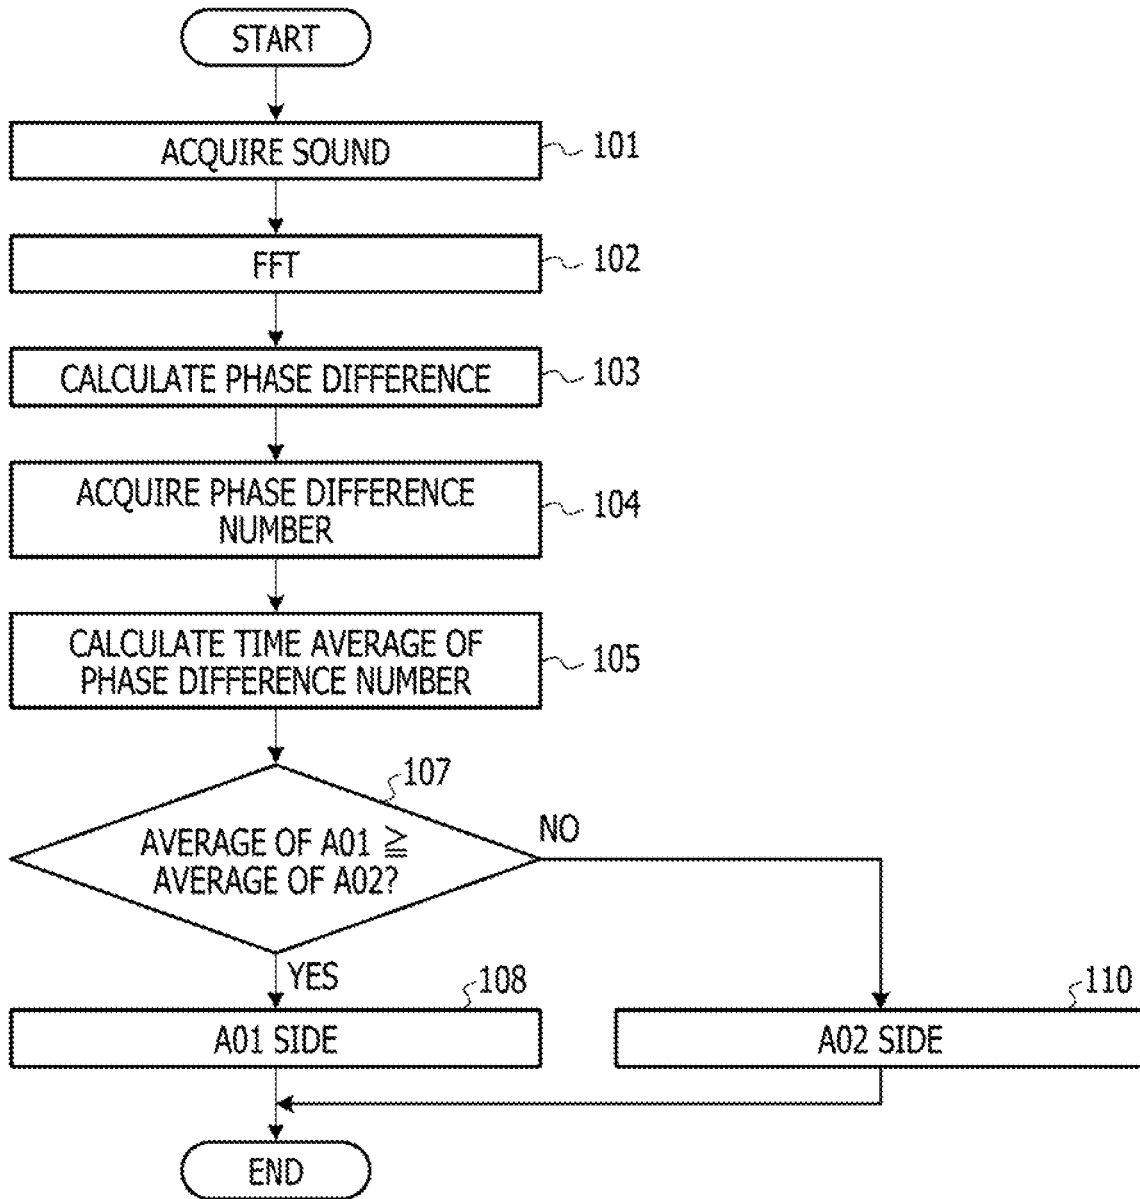 START
ACQUIRE SOUND
101
FFT
102
CALCULATE PHASE DIFFERENCE
103
ACQUIRE PHASE DIFFERENCE
NUMBER
104
CALCULATE TIME AVERAGE OF
PHASE DIFFERENCE NUMBER
105
107
AVERAGE OF A01 ≧
AVERAGE OF A02?
NO
YES
108
A01 SIDE
110
A02 SIDE
END